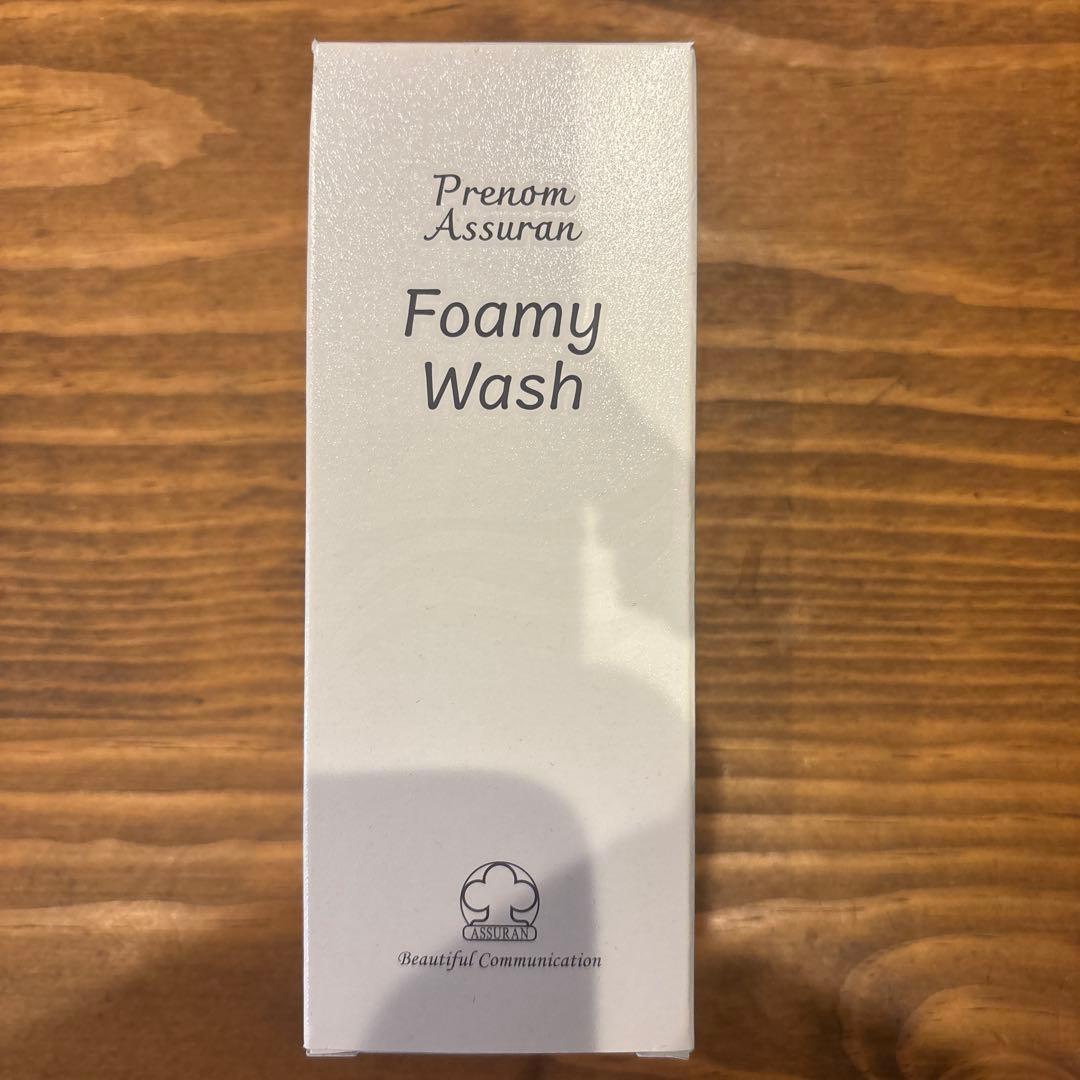 Prenom
Assuran
Foamy
Wash
ASSURAN
Beautiful Communication